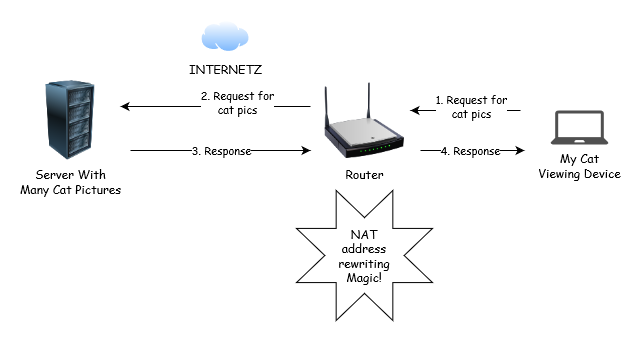 INTERNETZ
2. Request for
cat pics
1. Request for
cat pics
3. Response
4. Response
Server With
Many Cat Pictures
Router
My Cat
Viewing Device
NAT
address
rewriting
Magic!